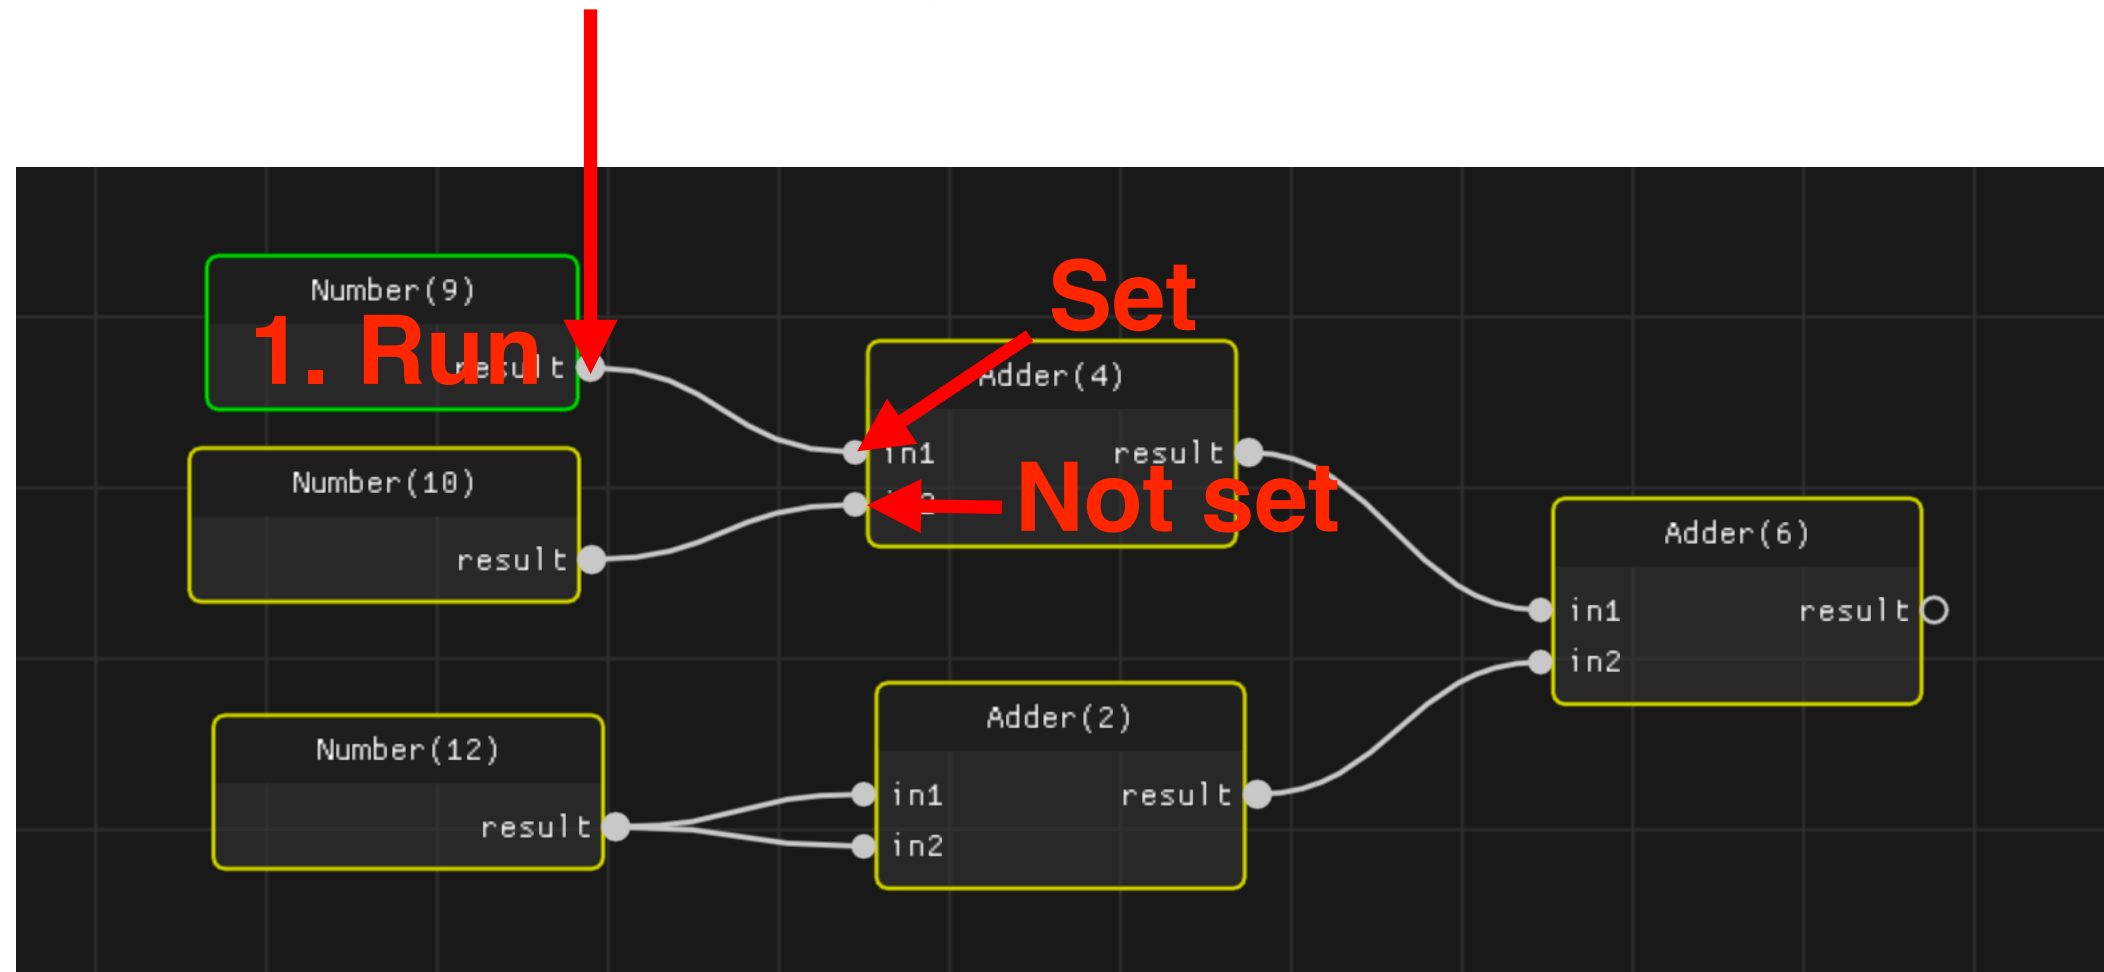 Number(9)
1. Run
result
Set
Adder(4)
in1
result
Number(10)
result
Not set
Adder(6)
in1
result
in2
Number(12)
result
Adder(2)
in1
result
in2